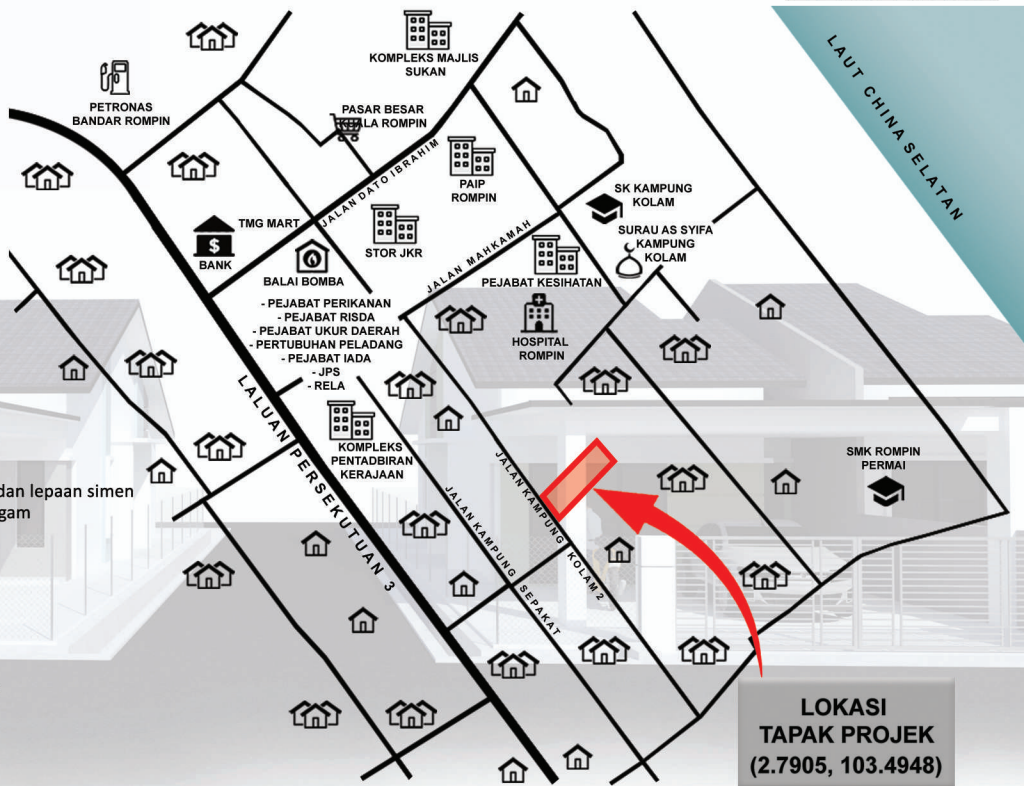 KOMPLEKS MAJLIS
SUKAN
LAUT CHINA SELATAN
PETRONAS
BANDAR ROMPIN
PASAR BESAR
KUALA ROMPIN
JALAN DATO IBRAHIM
PAIP
ROMPIN
SK KAMPUNG
KOLAM
TMG MART
BANK
STOR JKR
SURAU AS SYIFA
KAMPUNG
KOLAM
JALAN MAHKAMAH
BALAI BOMBA
PEJABAT KESIHATAN
- PEJABAT PERIKANAN
- PEJABAT RISDA
- PEJABAT UKUR DAERAH
- PERTUBUHAN PELADANG
- PEJABAT IADA
- JPS
- RELA
HOSPITAL
ROMPIN
LALUAN PERSEKUTUAN 3
KOMPLEKS
PENTADBIRAN
KERAJAAN
JALAN KAMPUNG KOLAM 2
SMK ROMPIN
PERMAI
dan lepaan simen
gam
JALAN KAMPUNG SEPAKAT
LOKASI
TAPAK PROJEK
(2.7905, 103.4948)